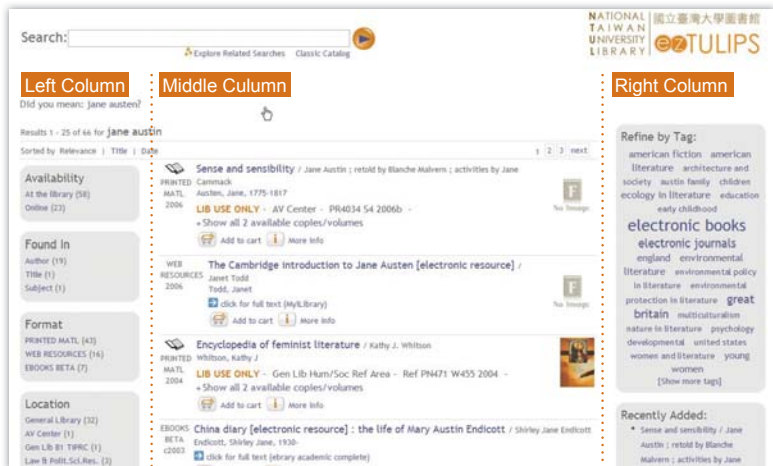 Search:
Explore Related Searches Classic Catalog
NATIONAL
TAIWAN
UNIVERSITY
LIBRARY
國立臺灣大學圖書館
ezTULIPS
Left Column
Middle Culumn
Right Column
Did you mean: jane austen?
Results 1 - 25 of 66 for jane austin
Sorted by Relevance | Title | Date
1 2 3 next
Availability
At the library (58)
Online (23)
Found In
Author (19)
Title (1)
Subject (1)
Format
PRINTED MATL (43)
WEB RESOURCES (16)
EBOOKS BETA (7)
Location
General Library (32)
AV Center (1)
Gen Lib B1 TIPRC (1)
Law & Polit.Sci.Res. (3)
PRINTED
MATL
2006
Sense and sensibility / Jane Austin ; retold by Blanche Malvern ; activities by Jane
Cammack
Austen, Jane, 1775-1817
LIB USE ONLY - AV Center - PR4034 S4 2006b -
+ Show all 2 available copies/volumes
Add to cart i More Info
F
No Image
WEB
RESOURCES
2006
The Cambridge introduction to Jane Austen [electronic resource] /
Janet Todd
Todd, Janet
click for full text (MyiLibrary)
Add to cart i More Info
F
No Image
PRINTED
MATL
2004
Encyclopedia of feminist literature / Kathy J. Whitson
Whitson, Kathy J
LIB USE ONLY - Gen Lib Hum/Soc Ref Area - Ref PN471 W455 2004 -
+ Show all 2 available copies/volumes
Add to cart i More Info
EBOOKS
BETA
c2003
China diary [electronic resource] : the life of Mary Austin Endicott / Shirley Jane Endicott
Endicott, Shirley Jane, 1930-
click for full text (ebrary academic complete)
Refine by Tag:
american fiction american
literature architecture and
society austin family children
ecology in literature education
early childhood
electronic books
electronic journals
england environmental
literature environmental policy
in literature environmental
protection in literature great
britain multiculturalism
nature in literature psychology
developmental united states
women and literature young
women
[Show more tags]
Recently Added:
• Sense and sensibility / Jane
Austin ; retold by Blanche
Malvern ; activities by Jane